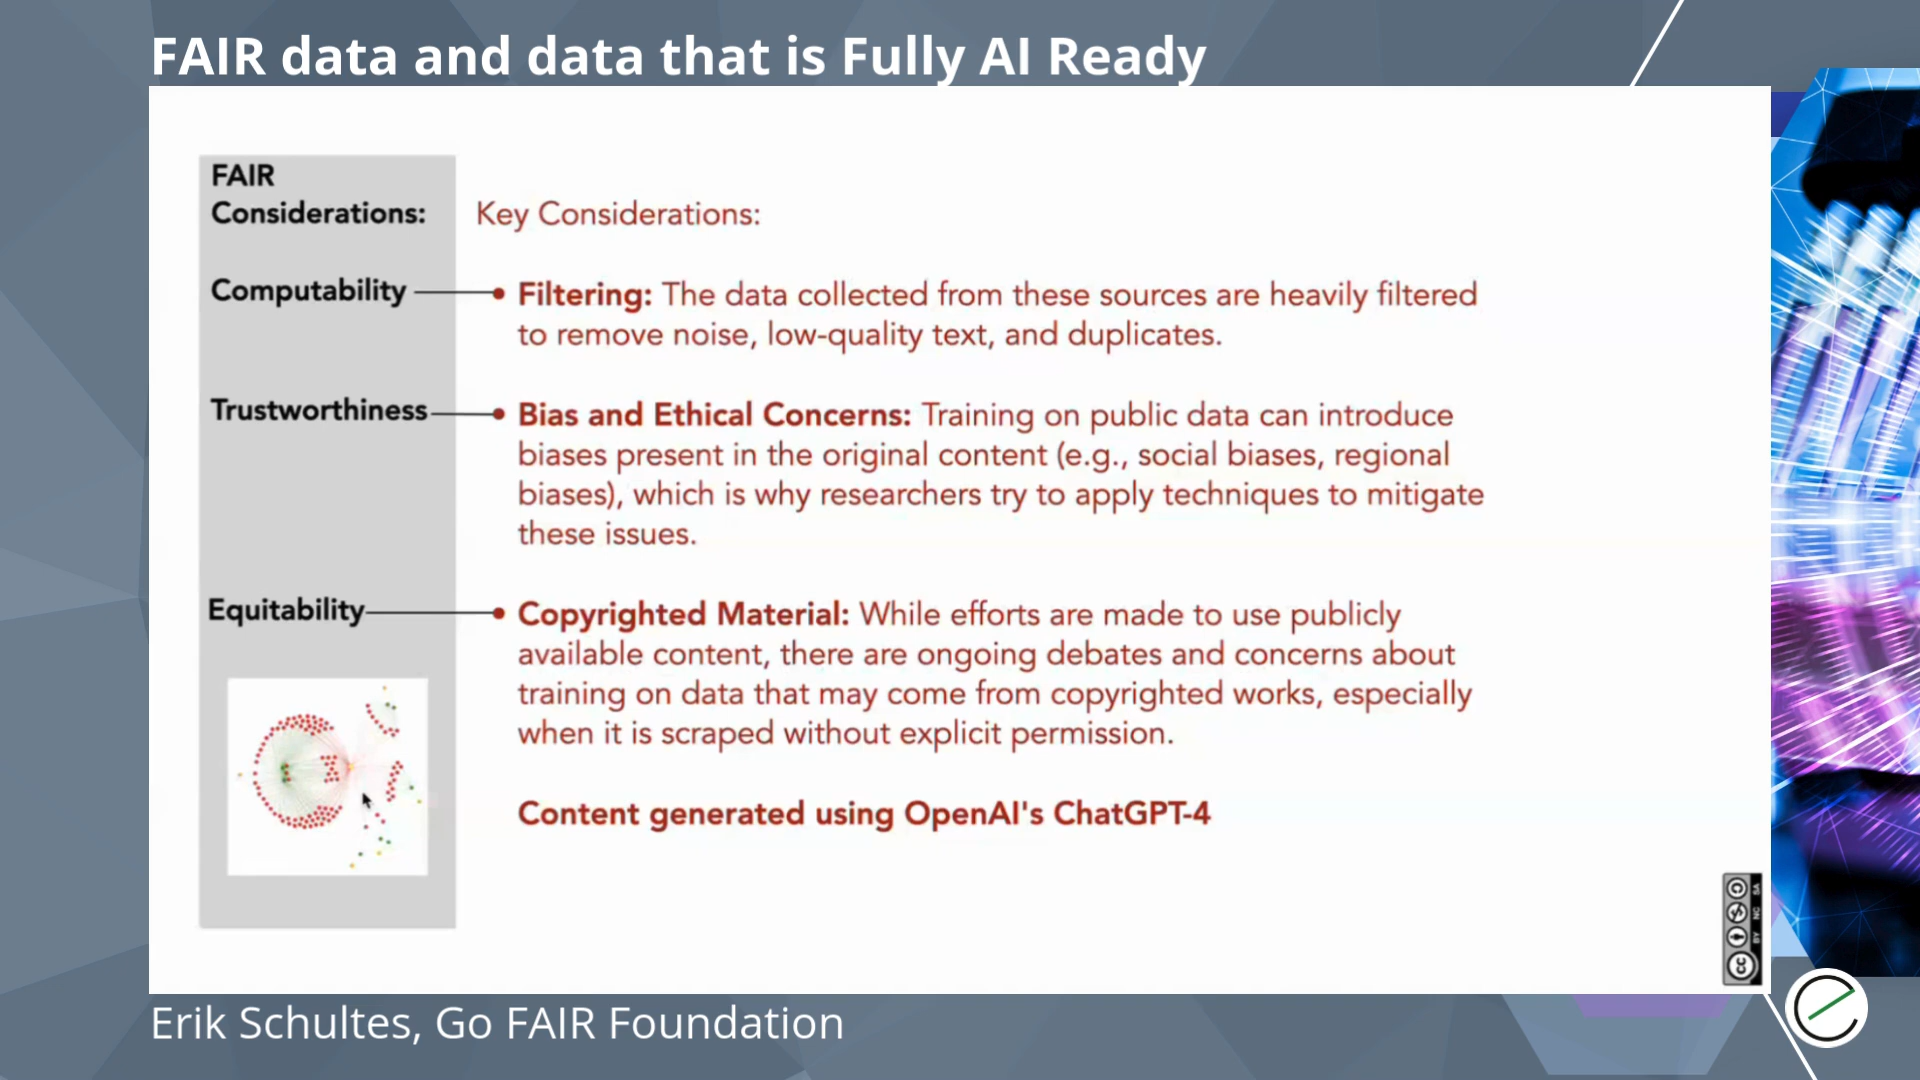 FAIR data and data that is Fully AI Ready
FAIR
Considerations:
Key Considerations:
Computability
Filtering: The data collected from these sources are heavily filtered
to remove noise, low-quality text, and duplicates.
Trustworthiness
Bias and Ethical Concerns: Training on public data can introduce
biases present in the original content (e.g., social biases, regional
biases), which is why researchers try to apply techniques to mitigate
these issues.
Equitability
Copyrighted Material: While efforts are made to use publicly
available content, there are ongoing debates and concerns about
training on data that may come from copyrighted works, especially
when it is scraped without explicit permission.
Content generated using OpenAI's ChatGPT-4
cc BY NC SA
Erik Schultes, Go FAIR Foundation